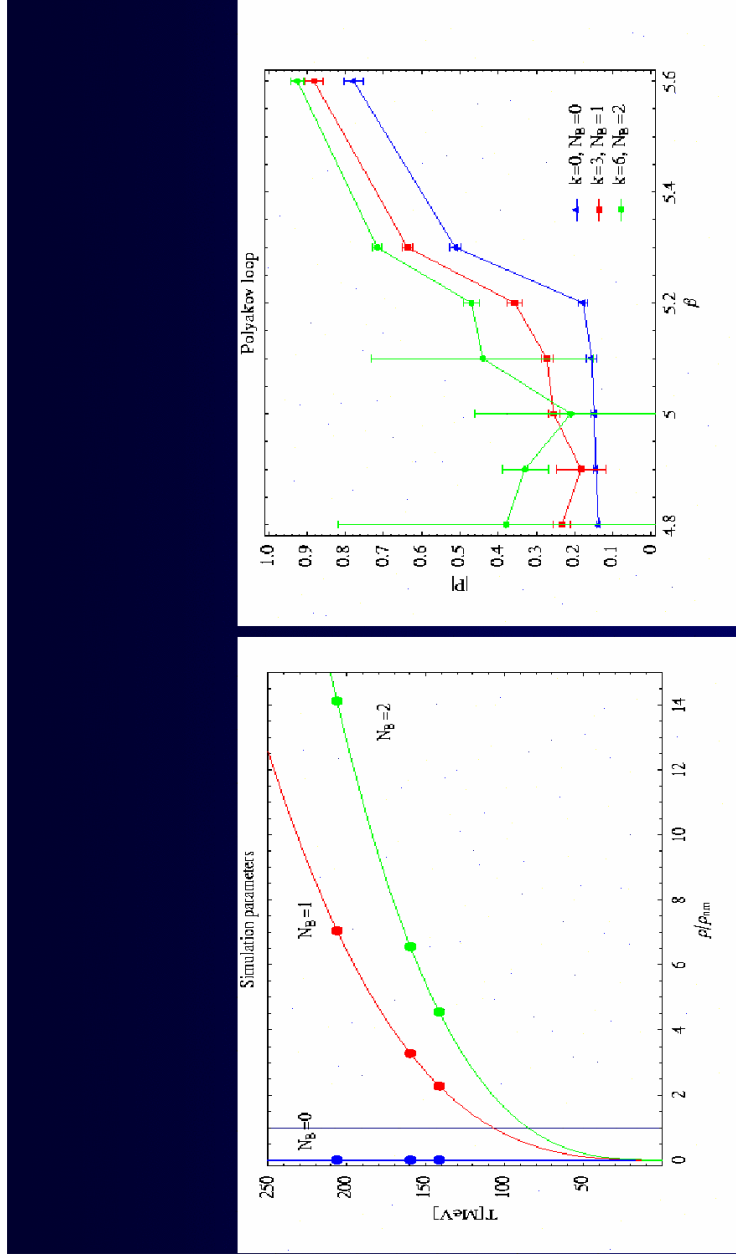 Simulation parameters
250
200
150
100
50
T[MeV]
N_B=0
N_B=1
N_B=2
0
2
4
6
8
10
12
14
ρ/ρ_nm
Polyakov loop
1.0
0.9
0.8
0.7
0.6
0.5
0.4
0.3
0.2
0.1
0
|P|
k=0, N_B=0
k=3, N_B=1
k=6, N_B=2
4.8
5
5.2
5.4
5.6
β